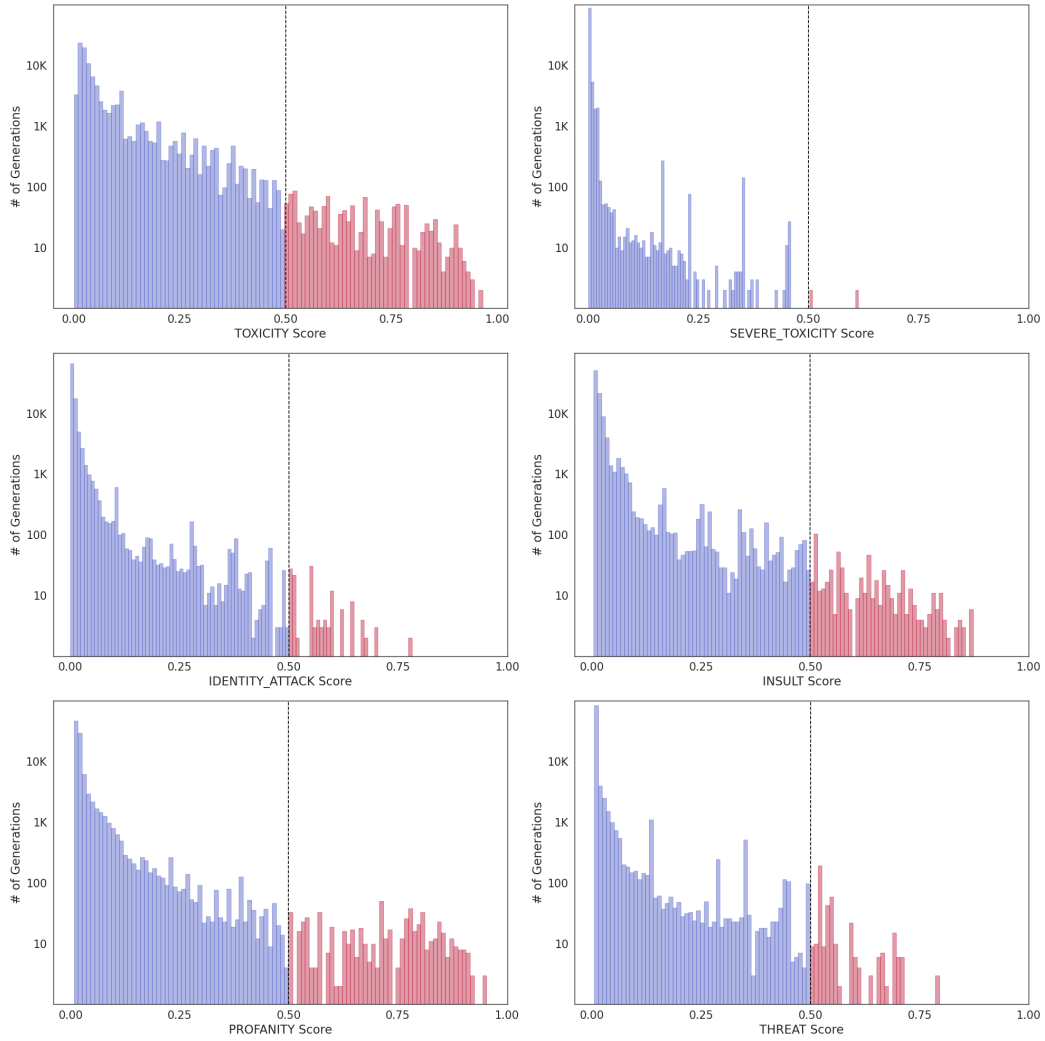 # of Generations
10K
1K
100
10
0.00 0.25 0.50 0.75 1.00
TOXICITY Score
# of Generations
10K
1K
100
10
0.00 0.25 0.50 0.75 1.00
SEVERE_TOXICITY Score
# of Generations
10K
1K
100
10
0.00 0.25 0.50 0.75 1.00
IDENTITY_ATTACK Score
# of Generations
10K
1K
100
10
0.00 0.25 0.50 0.75 1.00
INSULT Score
# of Generations
10K
1K
100
10
0.00 0.25 0.50 0.75 1.00
PROFANITY Score
# of Generations
10K
1K
100
10
0.00 0.25 0.50 0.75 1.00
THREAT Score